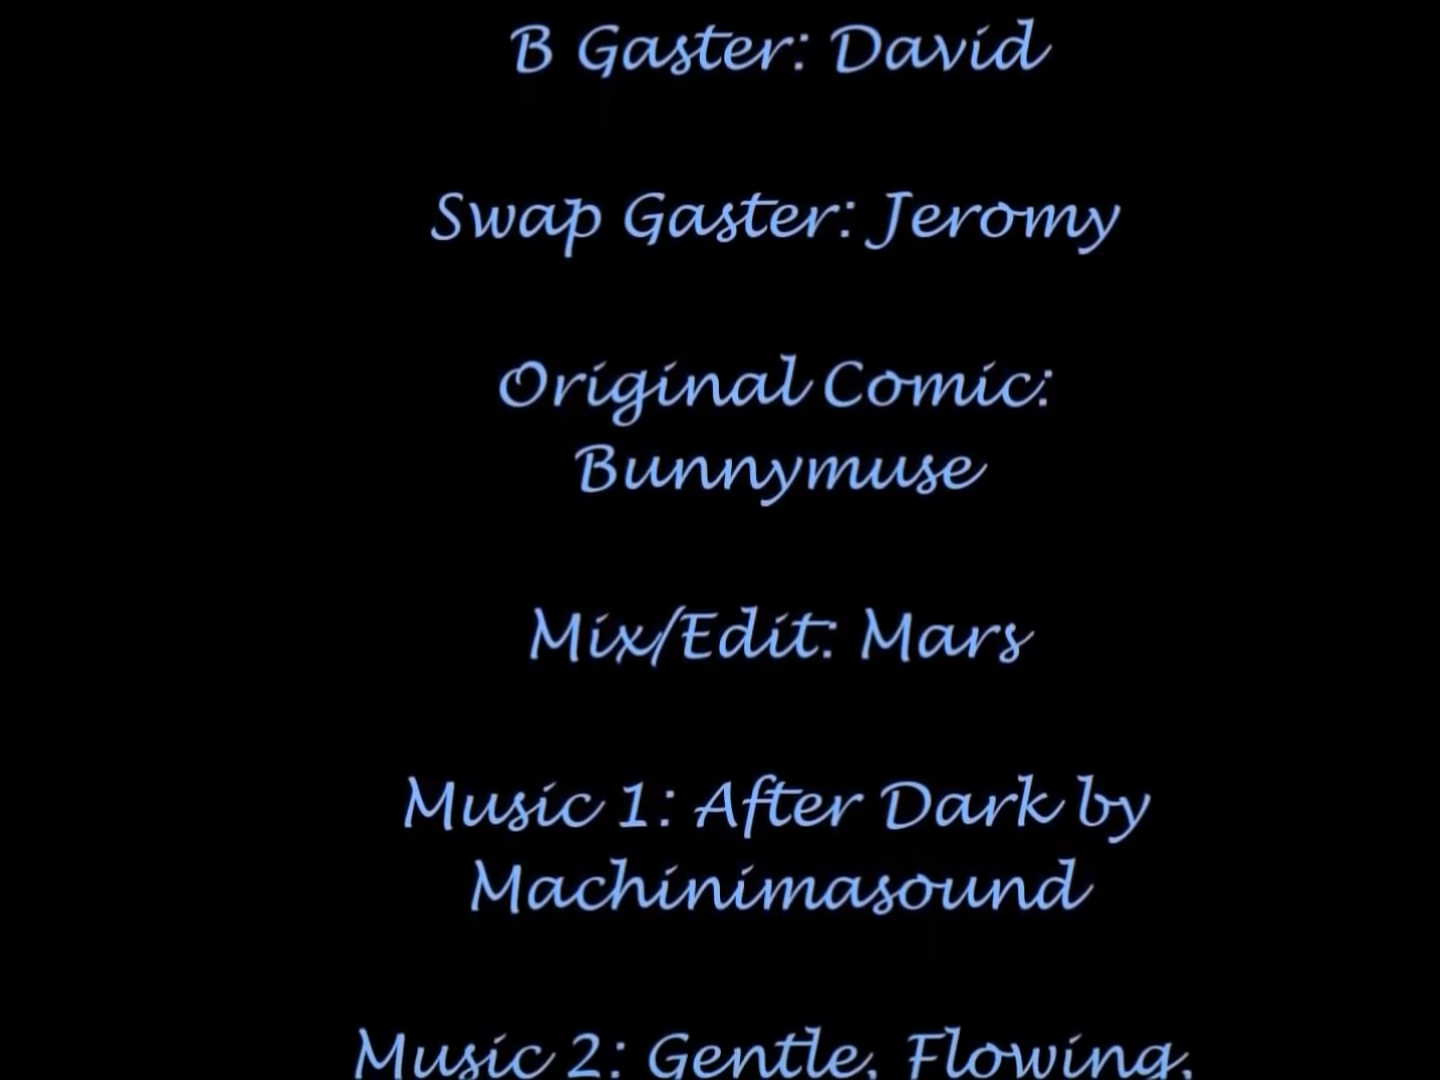 B Gaster: David
Swap Gaster: Jeromy
Original Comic:
Bunnymuse
Mix/Edit: Mars
Music 1: After Dark by
Machinimasound
Music 2: Gentle, Flowing,